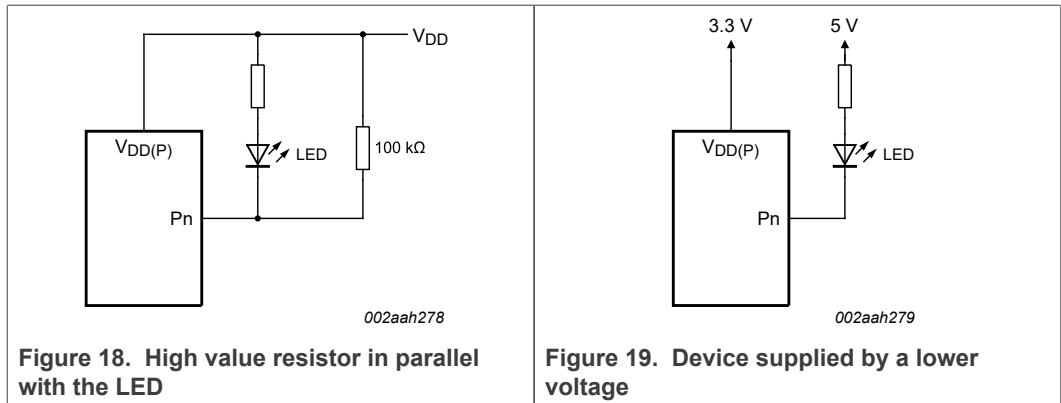 VDD
VDD(P)
LED
100 kΩ
Pn
002aah278
Figure 18. High value resistor in parallel
with the LED
3.3 V
5 V
VDD(P)
LED
Pn
002aah279
Figure 19. Device supplied by a lower
voltage